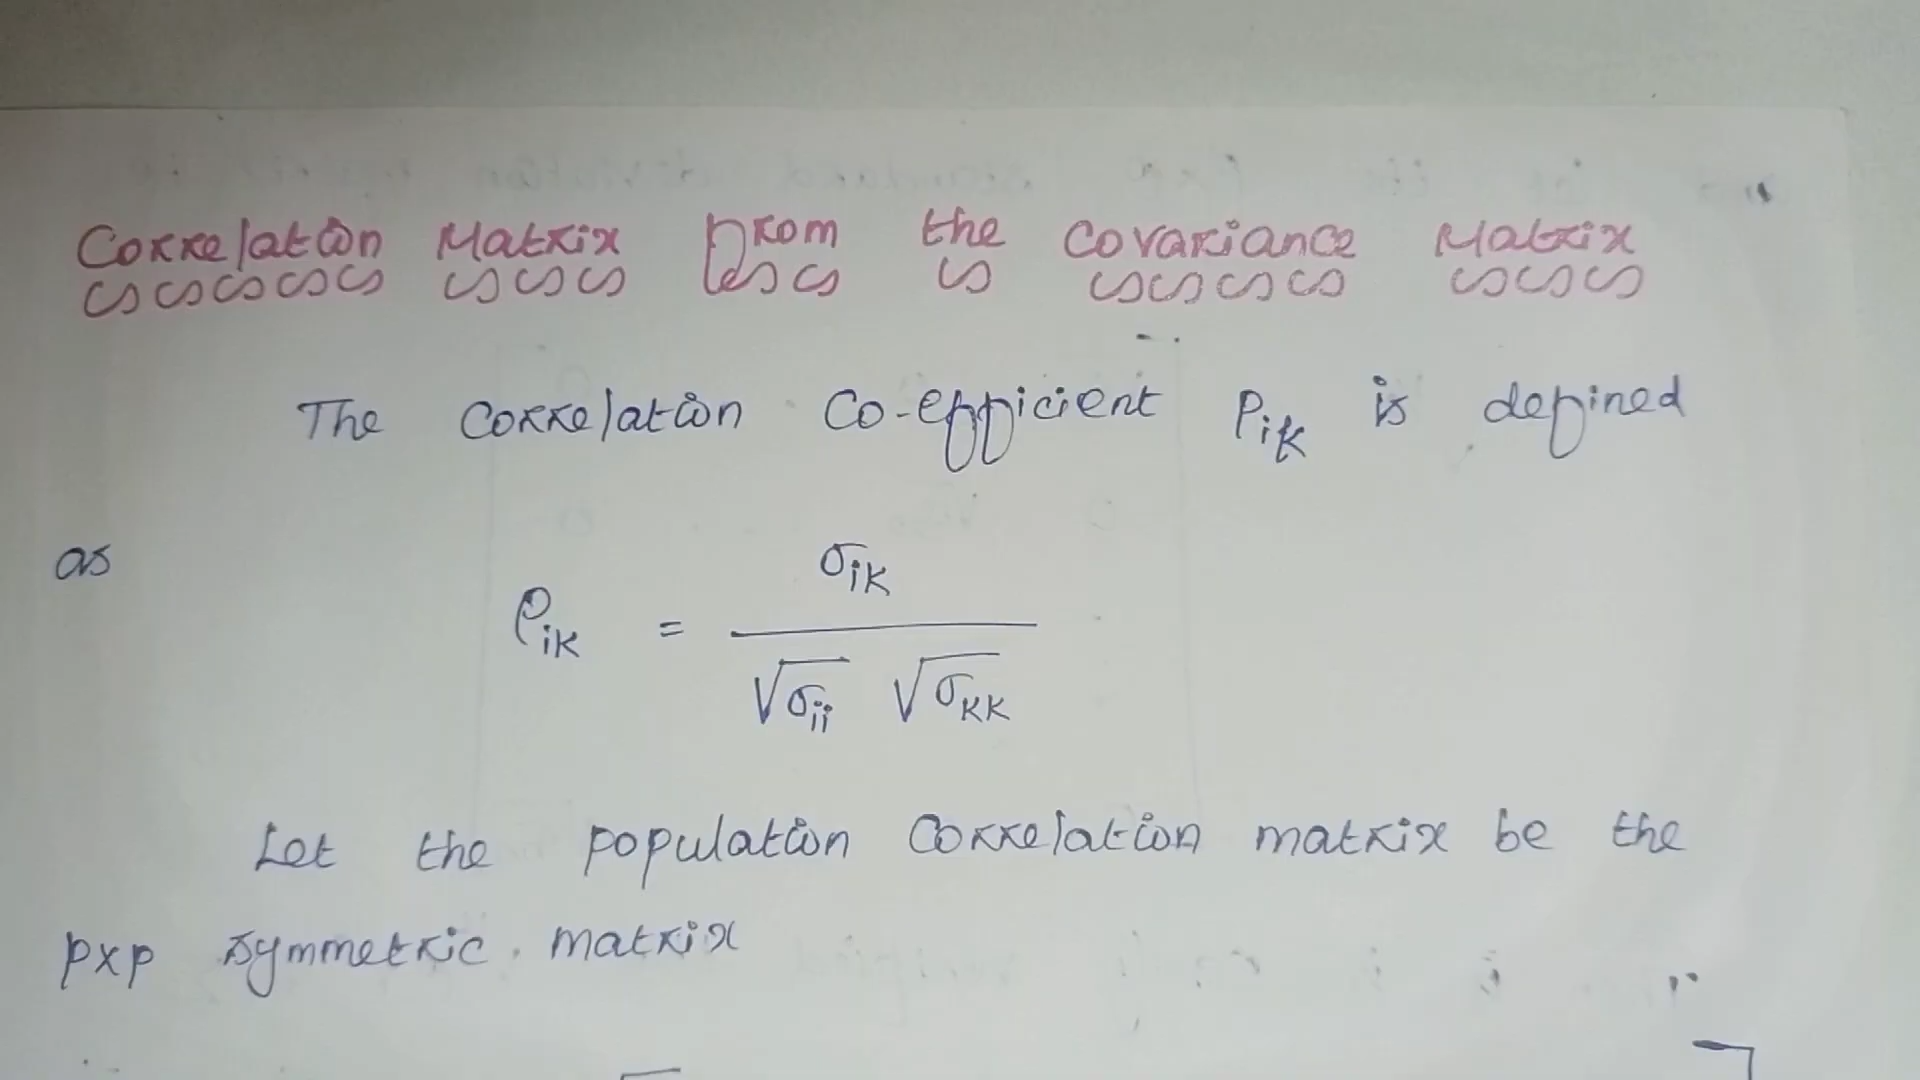 Correlation Matrix From the Covariance Matrix
The Correlation Co-efficient ρik is defined
as
ρik = σik / √σii √σkk
Let the population Correlation matrix be the
pxp symmetric matrix